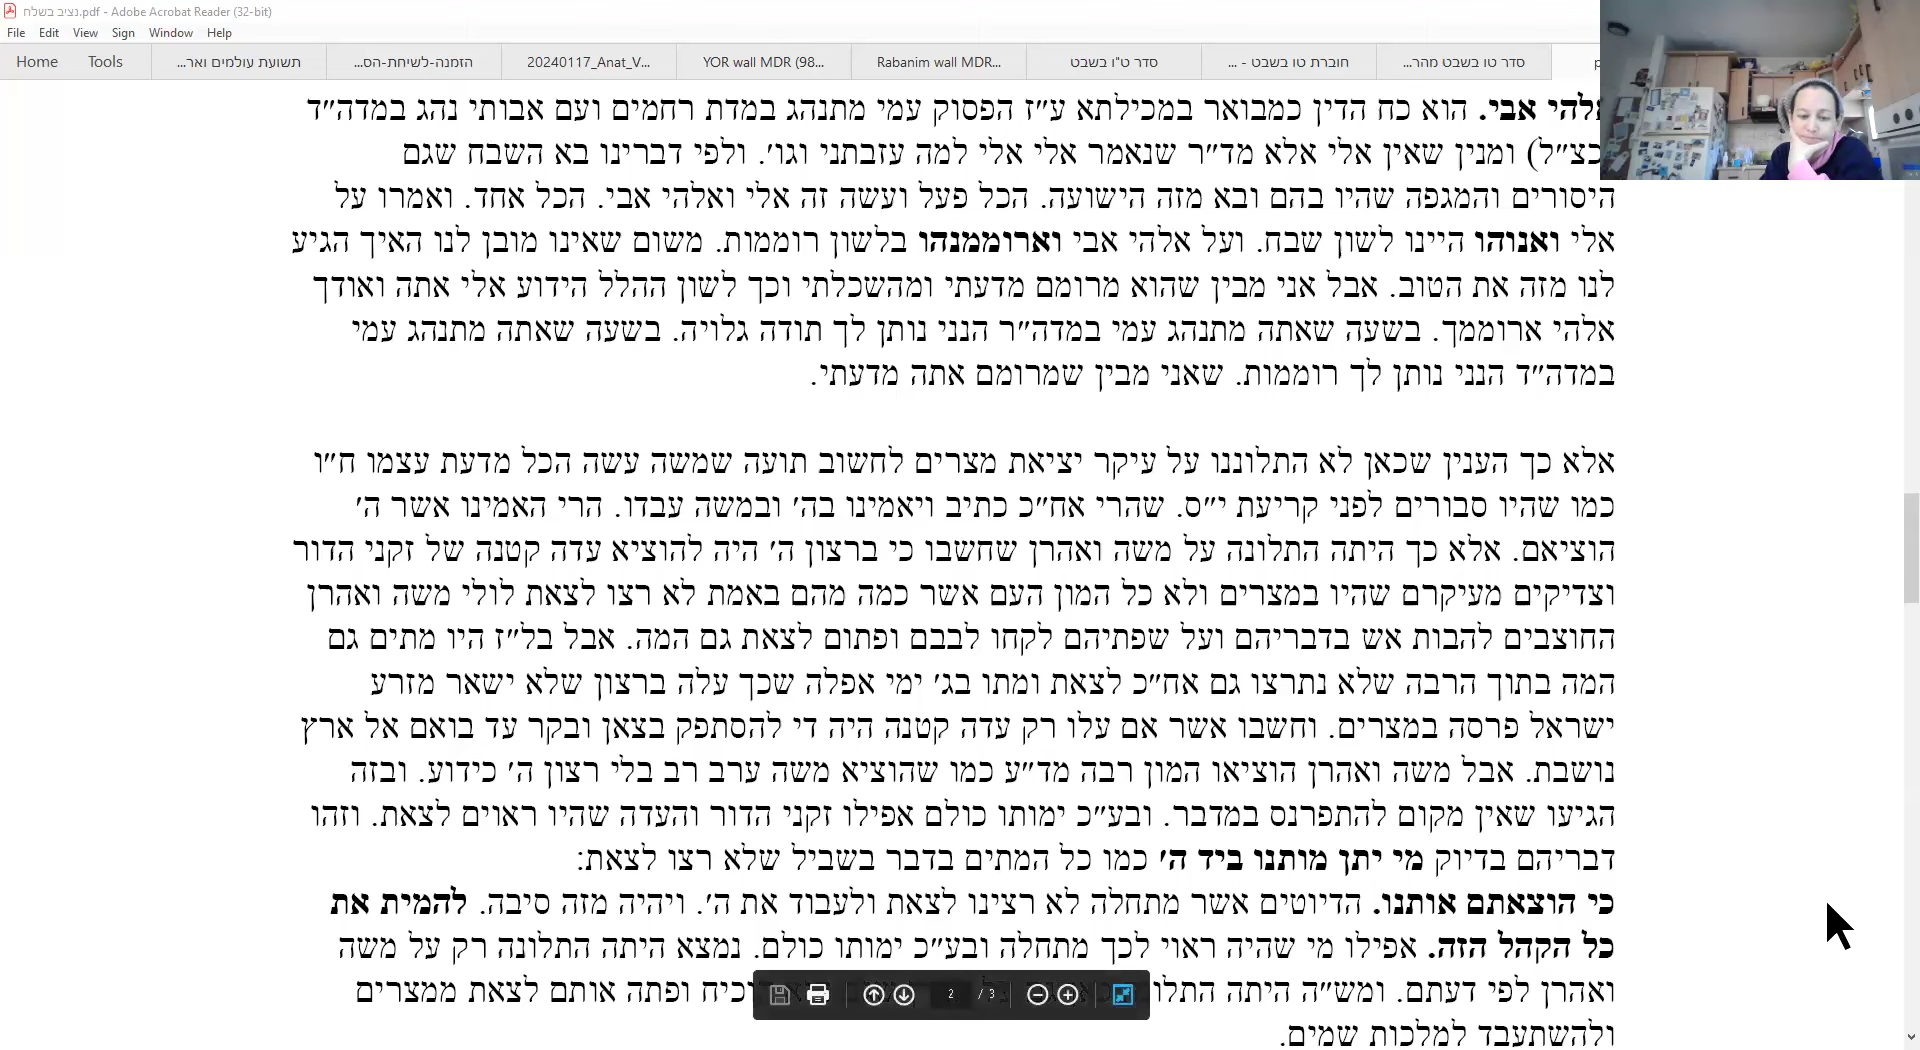 נציב בשלח.pdf - Adobe Acrobat Reader (32-bit)
File Edit View Sign Window Help
Home Tools תשועת עולמים ואר... הזמנה-לשיחת-הס... 20240117_Anat_V... YOR wall MDR (98... Rabanim wall MDR... סדר ט"ו בשבט חוברת טו בשבט - ... סדר טו בשבט מהר...
אלהי אבי. הוא כח הדין כמבואר במכילתא ע״ז הפסוק עמי מתנהג במדת רחמים ועם אבותי נהג במדה״ד
כצ״ל) ומנין שאין אלי אלא מד״ר שנאמר אלי אלי למה עזבתני וגו׳. ולפי דברינו בא השבח שגם
היסורים והמגפה שהיו בהם ובא מזה הישועה. הכל פעל ועשה זה אלי ואלהי אבי. הכל אחד. ואמרו על
אלי ואנוהו היינו לשון שבח. ועל אלהי אבי וארוממנהו בלשון רוממות. משום שאינו מובן לנו האיך הגיע
לנו מזה את הטוב. אבל אני מבין שהוא מרומם מדעתי ומהשכלתי וכך לשון ההלל הידוע אלי אתה ואודך
אלהי ארוממך. בשעה שאתה מתנהג עמי במדה״ר הנני נותן לך תודה גלויה. בשעה שאתה מתנהג עמי
במדה״ד הנני נותן לך רוממות. שאני מבין שמרומם אתה מדעתי.
אלא כך הענין שכאן לא התלוננו על עיקר יציאת מצרים לחשוב תועה שמשה עשה הכל מדעת עצמו ח״ו
כמו שהיו סבורים לפני קריעת י״ס. שהרי אח״כ כתיב ויאמינו בה׳ ובמשה עבדו. הרי האמינו אשר ה׳
הוציאם. אלא כך היתה התלונה על משה ואהרן שחשבו כי ברצון ה׳ היה להוציא עדה קטנה של זקני הדור
וצדיקים מעיקרם שהיו במצרים ולא כל המון העם אשר כמה מהם באמת לא רצו לצאת לולי משה ואהרן
החוצבים להבות אש בדבריהם ועל שפתיהם לקחו לבבם ופתום לצאת גם המה. אבל בל״ז היו מתים גם
המה בתוך הרבה שלא נתרצו גם אח״כ לצאת ומתו בג׳ ימי אפלה שכך עלה ברצון שלא ישאר מזרע
ישראל פרסה במצרים. וחשבו אשר אם עלו רק עדה קטנה היה די להסתפק בצאן ובקר עד בואם אל ארץ
נושבת. אבל משה ואהרן הוציאו המון רבה מד״ע כמו שהוציא משה ערב רב בלי רצון ה׳ כידוע. ובזה
הגיעו שאין מקום להתפרנס במדבר. ובע״כ ימותו כולם אפילו זקני הדור והעדה שהיו ראוים לצאת. וזהו
דבריהם בדיוק מי יתן מותנו ביד ה׳ כמו כל המתים בדבר בשביל שלא רצו לצאת:
כי הוצאתם אותנו. הדיוטים אשר מתחלה לא רצינו לצאת ולעבוד את ה׳. ויהיה מזה סיבה. להמית את
כל הקהל הזה. אפילו מי שהיה ראוי לכך מתחלה ובע״כ ימותו כולם. נמצא היתה התלונה רק על משה
ואהרן לפי דעתם. ומש״ה היתה ופתה אותם לצאת ממצרים
2 / 3
ולהשתעבד למלכות שמים.